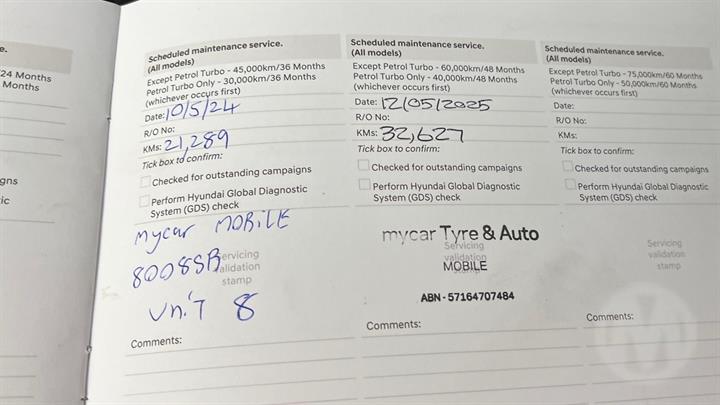 e.
24 Months
Months
gns
ic
Scheduled maintenance service.
(All models)
Except Petrol Turbo - 45,000km/36 Months
Petrol Turbo Only - 30,000km/36 Months
(whichever occurs first)
Date: 10/5/24
R/O No:
KMs: 21,289
Tick box to confirm:
Checked for outstanding campaigns
Perform Hyundai Global Diagnostic
System (GDS) check
mycar MOBILE
8008SB
Servicing
validation
stamp
Unit 8
Comments:
Scheduled maintenance service.
(All models)
Except Petrol Turbo - 60,000km/48 Months
Petrol Turbo Only - 40,000km/48 Months
(whichever occurs first)
Date: 12/05/2025
R/O No:
KMs: 32,627
Tick box to confirm:
Checked for outstanding campaigns
Perform Hyundai Global Diagnostic
System (GDS) check
mycar Tyre & Auto
Servicing
validation
MOBILE
stamp
ABN - 57164707484
Comments:
Scheduled maintenance service.
(All models)
Except Petrol Turbo - 75,000km/60 Months
Petrol Turbo Only - 50,000km/60 Months
(whichever occurs first)
Date:
R/O No:
KMs:
Tick box to confirm:
Checked for outstanding campaigns
Perform Hyundai Global Diagnostic
System (GDS) check
Servicing
validation
stamp
Comments: